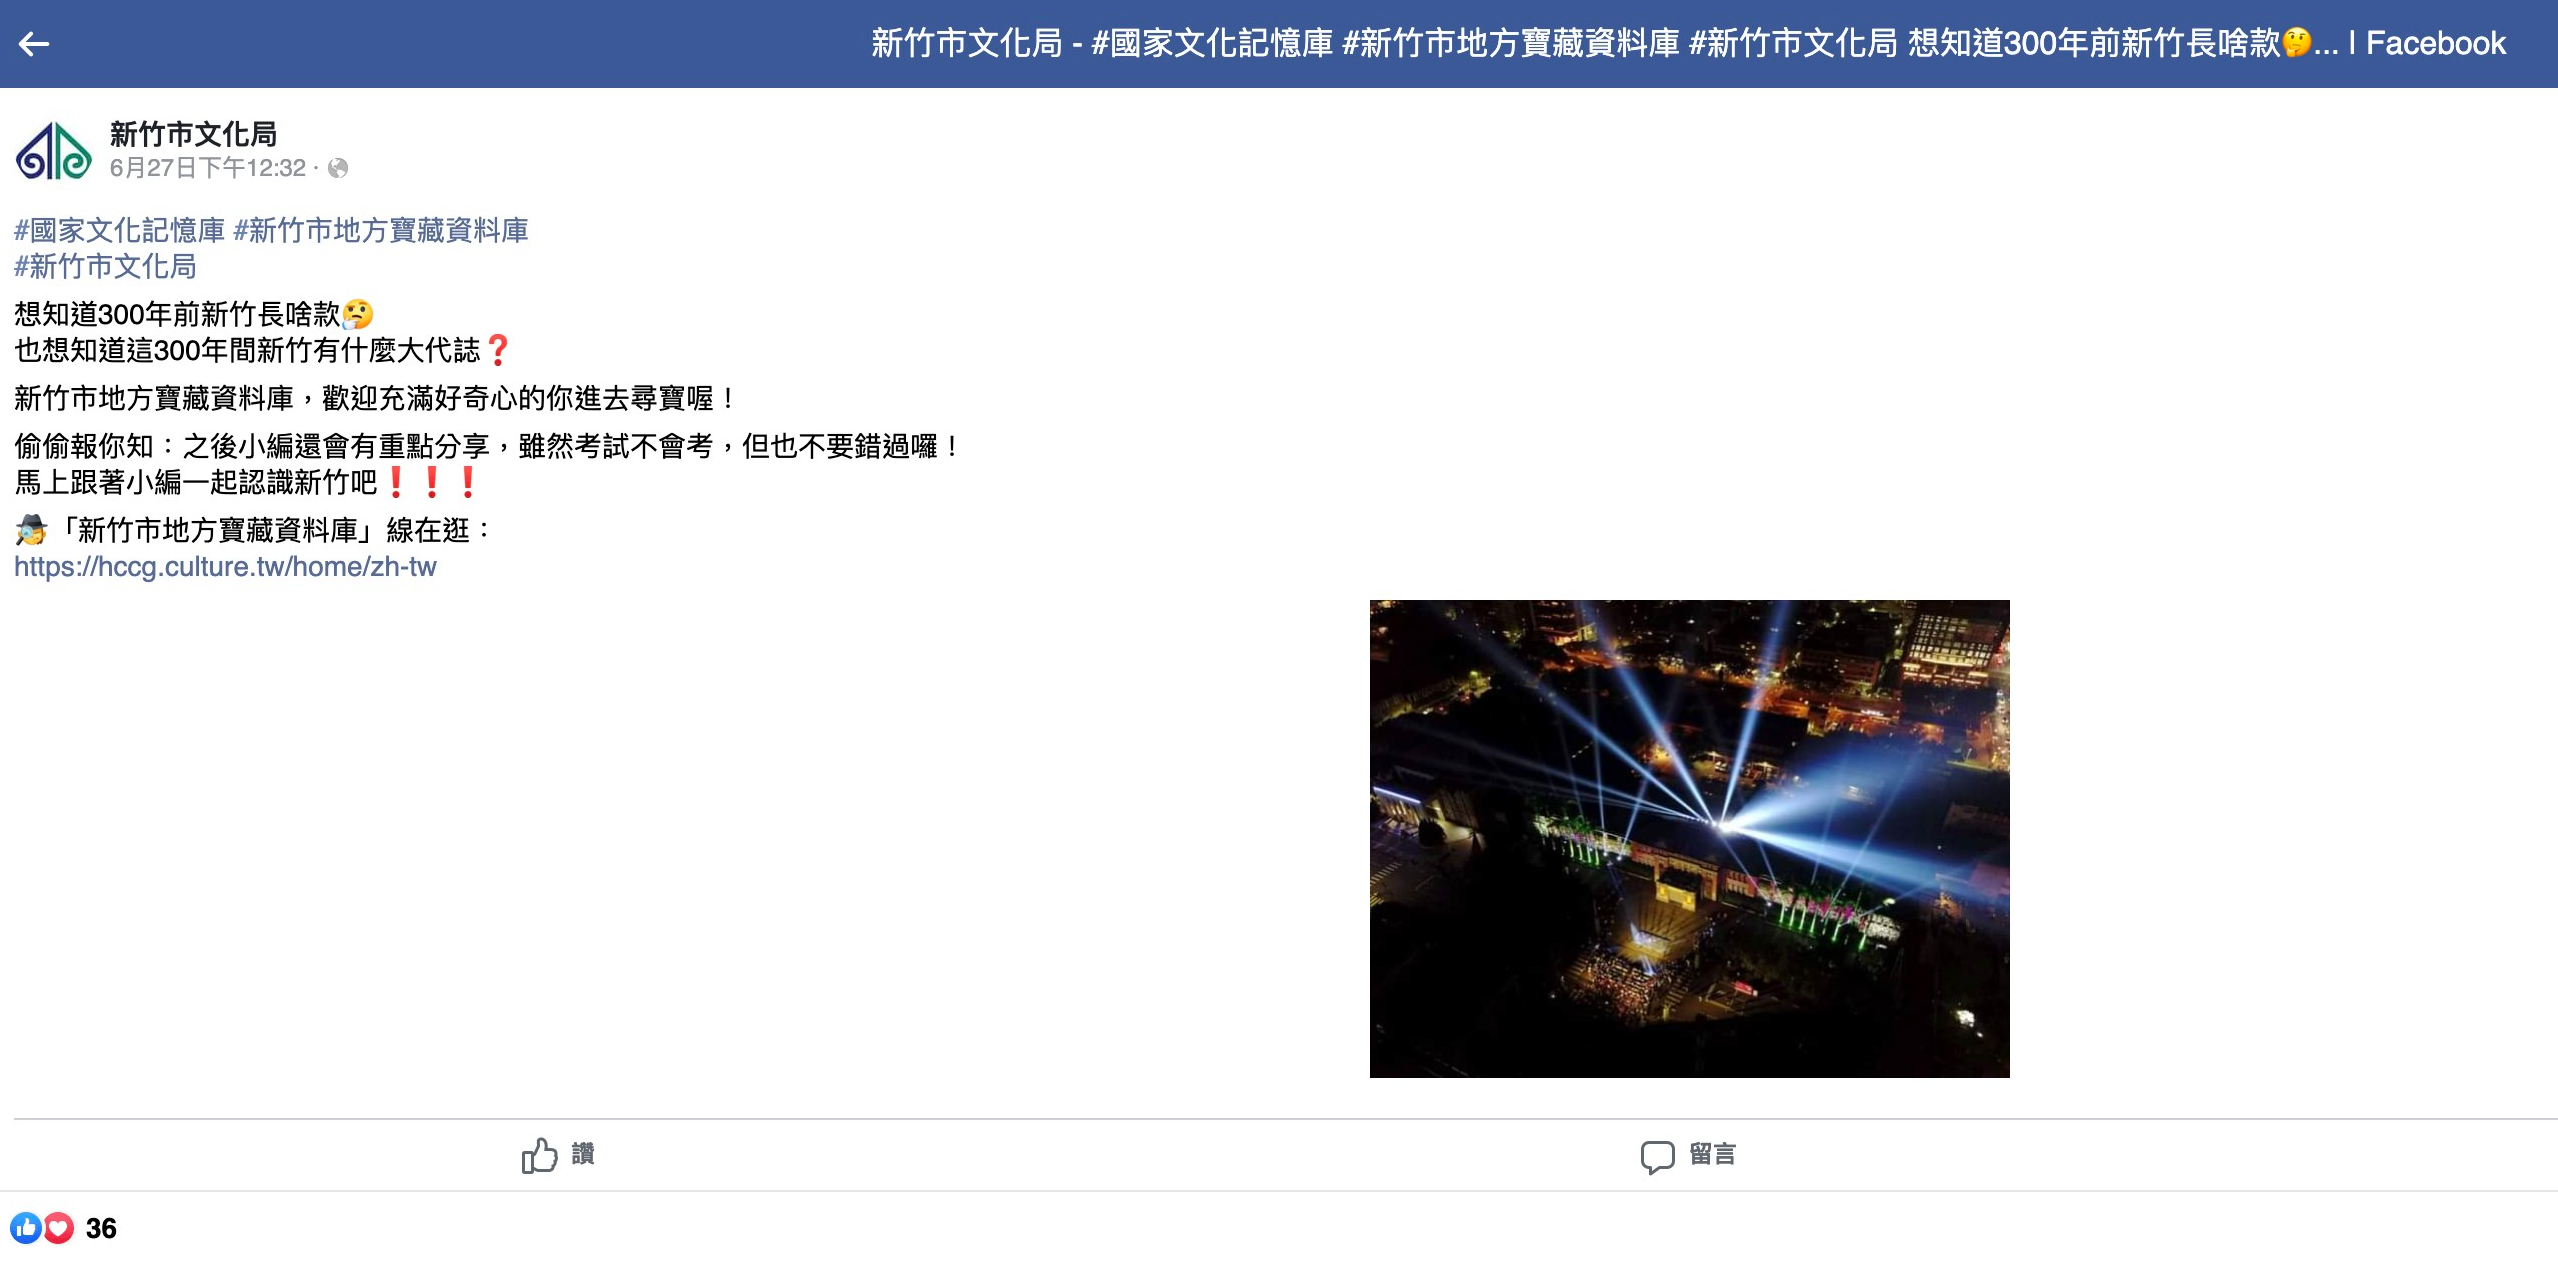 新竹市文化局 - #國家文化記憶庫 #新竹市地方寶藏資料庫 #新竹市文化局 想知道300年前新竹長啥款🤔... | Facebook
新竹市文化局
6月27日下午12:32 ·
#國家文化記憶庫 #新竹市地方寶藏資料庫
#新竹市文化局
想知道300年前新竹長啥款🤔
也想知道這300年間新竹有什麼大代誌❓
新竹市地方寶藏資料庫，歡迎充滿好奇心的你進去尋寶喔！
偷偷報你知：之後小編還會有重點分享，雖然考試不會考，但也不要錯過囉！
馬上跟著小編一起認識新竹吧❗❗❗
🕵️「新竹市地方寶藏資料庫」線在逛：
https://hccg.culture.tw/home/zh-tw
讚
留言
36